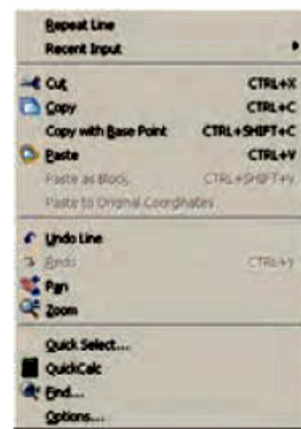 Repeat Line
Recent Input
Cut CTRL+X
Copy CTRL+C
Copy with Base Point CTRL+SHIFT+C
Paste CTRL+V
Paste as Block CTRL+SHIFT+V
Paste to Original Coordinates
Undo Line
Redo CTRL+Y
Pan
Zoom
Quick Select...
QuickCalc
Find...
Options...